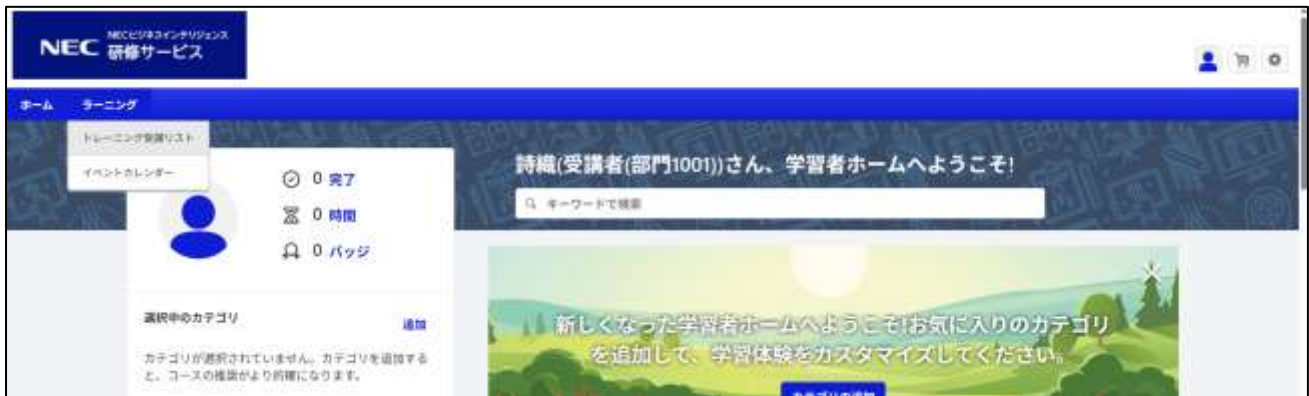 NECビジネスインテリジェンス
NEC 研修サービス
ホーム ラーニング
トレーニング受講リスト
イベントカレンダー
0 完了
0 時間
0 バッジ
詩織(受講者(部門1001))さん、学習者ホームへようこそ!
キーワードで検索
選択中のカテゴリ 追加
カテゴリが選択されていません。カテゴリを追加する
と、コースの推薦がより的確になります。
新しくなった学習者ホームへようこそ!お気に入りのカテゴリ
を追加して、学習体験をカスタマイズしてください。
カテゴリの追加